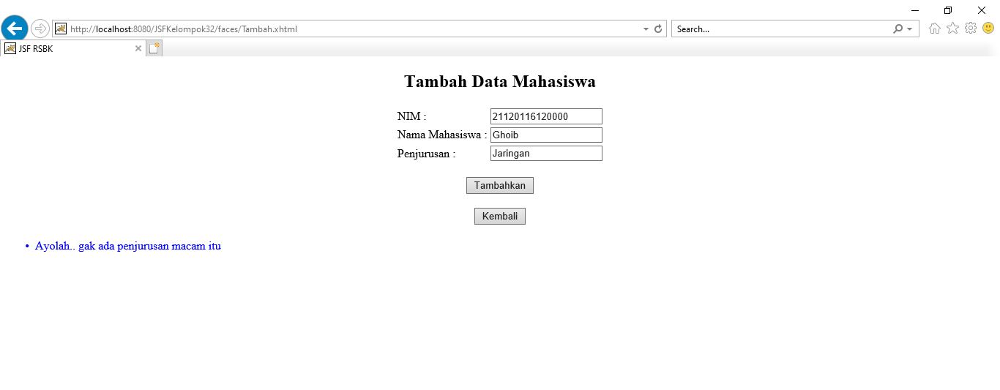 http://localhost:8080/JSFKelompok32/faces/Tambah.xhtml
Search...
JSF RSBK
Tambah Data Mahasiswa
NIM : 21120116120000
Nama Mahasiswa : Ghoib
Penjurusan : Jaringan
Tambahkan
Kembali
• Ayolah.. gak ada penjurusan macam itu